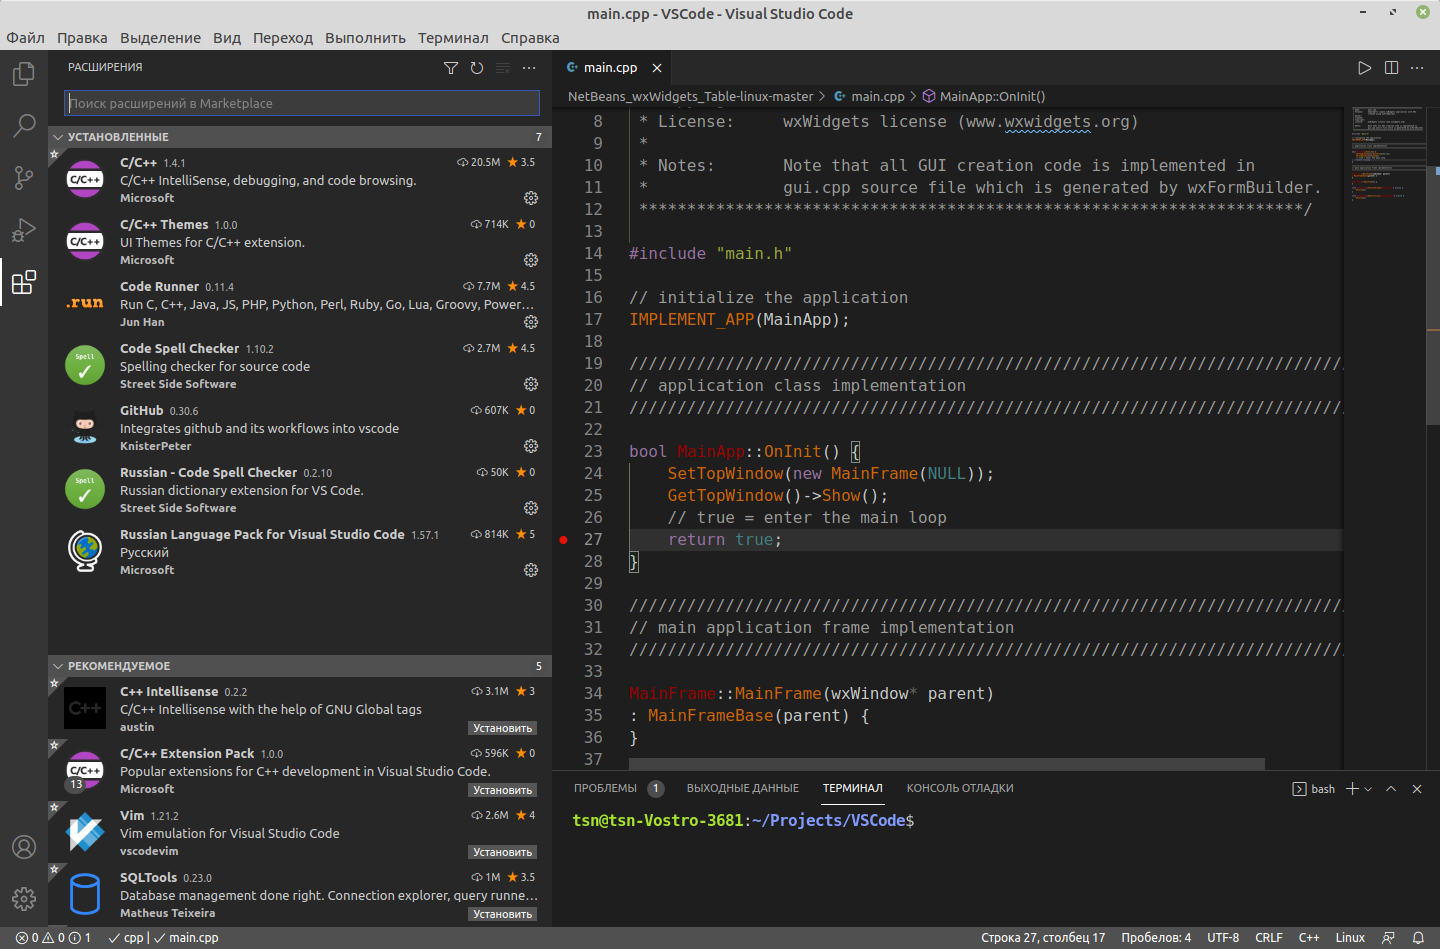 main.cpp - VSCode - Visual Studio Code
Файл Правка Выделение Вид Переход Выполнить Терминал Справка
РАСШИРЕНИЯ
Поиск расширений в Marketplace
УСТАНОВЛЕННЫЕ 7
C/C++ 1.4.1 20.5M 3.5
C/C++
C/C++ IntelliSense, debugging, and code browsing.
Microsoft
C/C++ Themes 1.0.0 714K 0
C/C++
UI Themes for C/C++ extension.
Microsoft
Code Runner 0.11.4 7.7M 4.5
.run
Run C, C++, Java, JS, PHP, Python, Perl, Ruby, Go, Lua, Groovy, Power...
Jun Han
Code Spell Checker 1.10.2 2.7M 4.5
Spell
Spelling checker for source code
Street Side Software
GitHub 0.30.6 607K 0
Integrates github and its workflows into vscode
KnisterPeter
Russian - Code Spell Checker 0.2.10 50K 0
Spell
Russian dictionary extension for VS Code.
Street Side Software
Russian Language Pack for Visual Studio Code 1.57.1 814K 5
Русский
Microsoft
РЕКОМЕНДУЕМОЕ 5
C++ Intellisense 0.2.2 3.1M 3
C++
C/C++ Intellisense with the help of GNU Global tags
austin Установить
C/C++ Extension Pack 1.0.0 596K 0
C/C++
Popular extensions for C++ development in Visual Studio Code.
13
Microsoft Установить
Vim 1.21.2 2.6M 4
Vim emulation for Visual Studio Code
vscodevim Установить
SQLTools 0.23.0 1M 3.5
Database management done right. Connection explorer, query runne...
Matheus Teixeira Установить
main.cpp
NetBeans_wxWidgets_Table-linux-master > main.cpp > MainApp::OnInit()
8 * License: wxWidgets license (www.wxwidgets.org)
9 *
10 * Notes: Note that all GUI creation code is implemented in
11 * gui.cpp source file which is generated by wxFormBuilder.
12 *********************************************************************/
13
14 #include "main.h"
15
16 // initialize the application
17 IMPLEMENT_APP(MainApp);
18
19 //////////////////////////////////////////////////////////////////////////
20 // application class implementation
21 //////////////////////////////////////////////////////////////////////////
22
23 bool MainApp::OnInit() {
24 SetTopWindow(new MainFrame(NULL));
25 GetTopWindow()->Show();
26 // true = enter the main loop
27 return true;
28 }
29
30 //////////////////////////////////////////////////////////////////////////
31 // main application frame implementation
32 //////////////////////////////////////////////////////////////////////////
33
34 MainFrame::MainFrame(wxWindow* parent)
35 : MainFrameBase(parent) {
36 }
37
ПРОБЛЕМЫ 1 ВЫХОДНЫЕ ДАННЫЕ ТЕРМИНАЛ КОНСОЛЬ ОТЛАДКИ bash
tsn@tsn-Vostro-3681:~/Projects/VSCode$
0 0 1 cpp | main.cpp Строка 27, столбец 17 Пробелов: 4 UTF-8 CRLF C++ Linux